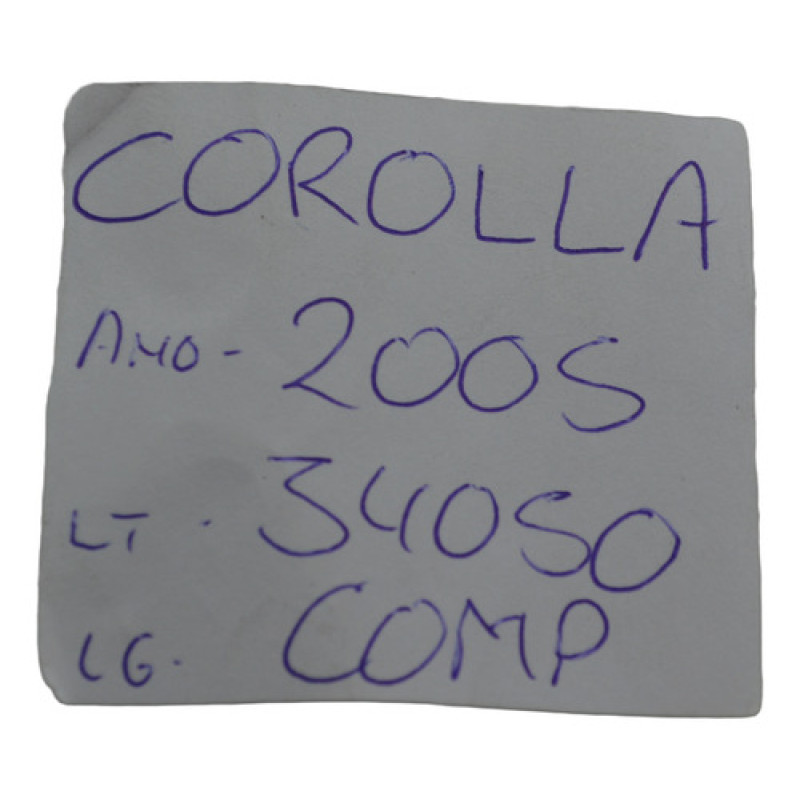 COROLLA
ANO- 2005
LT - 34050
LG. COMP